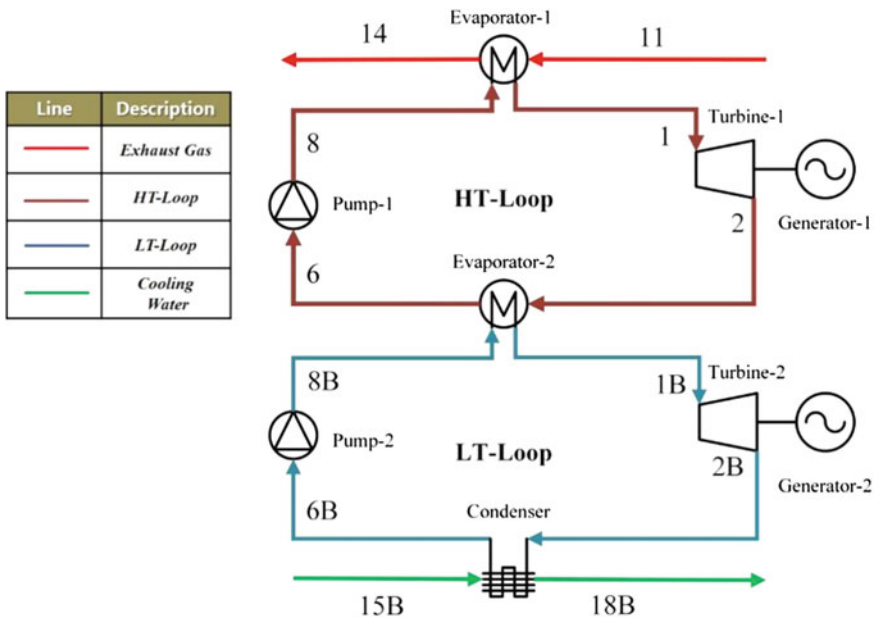 Evaporator-1
14
11
Line Description
Exhaust Gas
HT-Loop
LT-Loop
Cooling
Water
8
1
Turbine-1
Pump-1
HT-Loop
2
Generator-1
6
Evaporator-2
8B
1B
Turbine-2
Pump-2
LT-Loop
2B
Generator-2
6B
Condenser
15B
18B